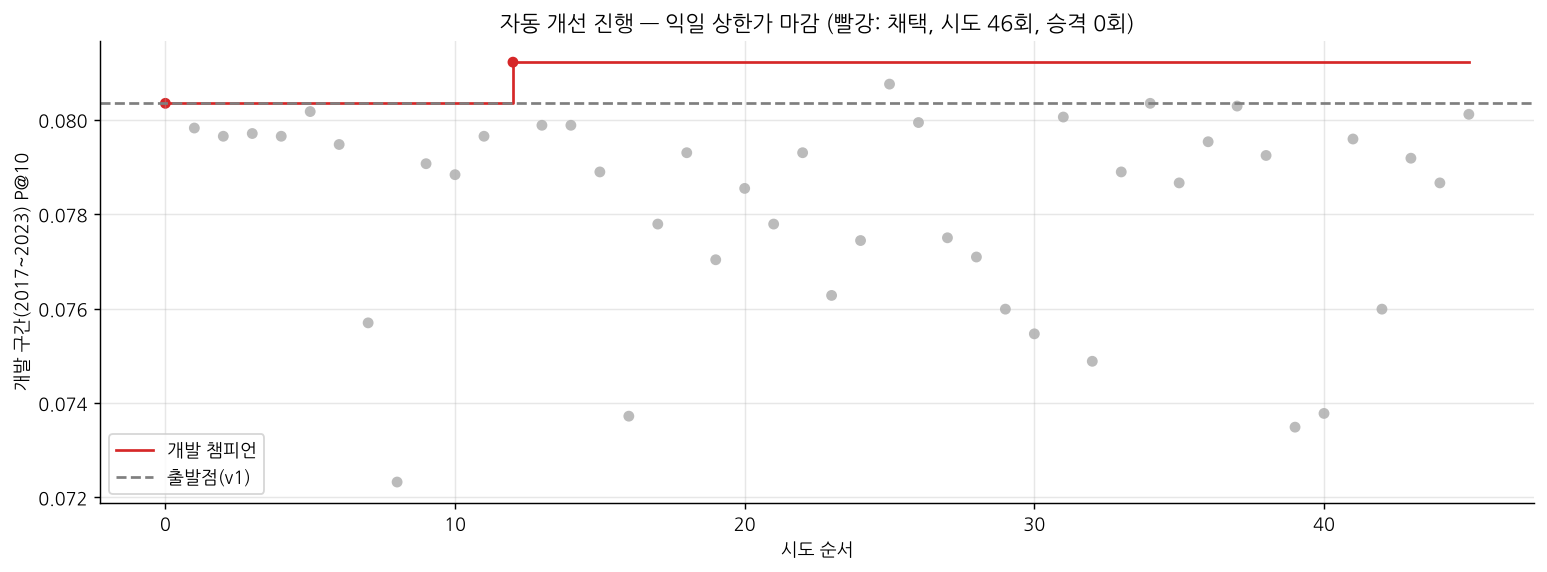 자동 개선 진행 — 익일 상한가 마감 (빨강: 채택, 시도 46회, 승격 0회)
개발 구간(2017~2023) P@10
0.080
0.078
0.076
0.074
0.072
개발 챔피언
출발점(v1)
0 10 20 30 40
시도 순서